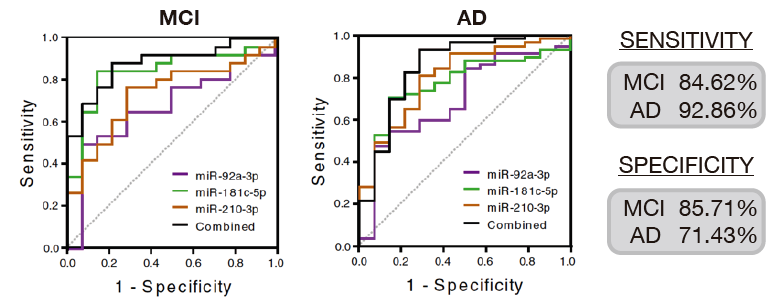 MCI
1.0
0.8
0.6
0.4
0.2
0.0
Sensitivity
miR-92a-3p
miR-181c-5p
miR-210-3p
Combined
0.0 0.2 0.4 0.6 0.8 1.0
1 - Specificity
AD
1.0
0.8
0.6
0.4
0.2
0.0
Sensitivity
miR-92a-3p
miR-181c-5p
miR-210-3p
Combined
0.0 0.2 0.4 0.6 0.8 1.0
1 - Specificity
SENSITIVITY
MCI 84.62%
AD 92.86%
SPECIFICITY
MCI 85.71%
AD 71.43%